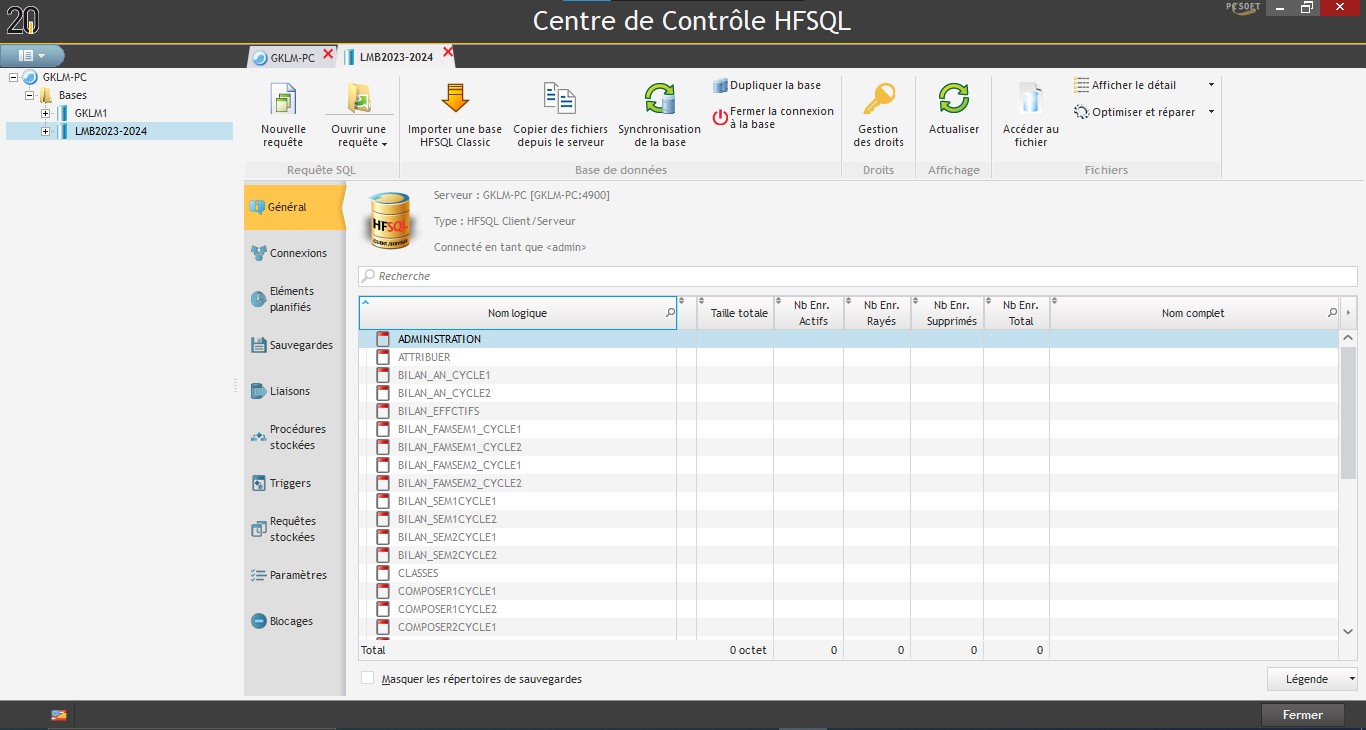 20
Centre de Contrôle HFSQL
PCSOFT
GKLM-PC
LMB2023-2024
GKLM-PC
Bases
GKLM1
LMB2023-2024
Nouvelle
requête
Ouvrir une
requête
Requête SQL
Importer une base
HFSQL Classic
Copier des fichiers
depuis le serveur
Synchronisation
de la base
Dupliquer la base
Fermer la connexion
à la base
Base de données
Gestion
des droits
Droits
Actualiser
Affichage
Accéder au
fichier
Afficher le détail
Optimiser et réparer
Fichiers
Général
Connexions
Eléments
planifiés
Sauvegardes
Liaisons
Procédures
stockées
Triggers
Requêtes
stockées
Paramètres
Blocages
HFSQL
CLIENT/SERVEUR
Serveur : GKLM-PC [GKLM-PC:4900]
Type : HFSQL Client/Serveur
Connecté en tant que <admin>
Recherche
Nom logique
Taille totale
Nb Enr.
Actifs
Nb Enr.
Rayés
Nb Enr.
Supprimés
Nb Enr.
Total
Nom complet
ADMINISTRATION
ATTRIBUER
BILAN_AN_CYCLE1
BILAN_AN_CYCLE2
BILAN_EFFCTIFS
BILAN_FAMSEM1_CYCLE1
BILAN_FAMSEM1_CYCLE2
BILAN_FAMSEM2_CYCLE1
BILAN_FAMSEM2_CYCLE2
BILAN_SEM1CYCLE1
BILAN_SEM1CYCLE2
BILAN_SEM2CYCLE1
BILAN_SEM2CYCLE2
CLASSES
COMPOSER1CYCLE1
COMPOSER1CYCLE2
COMPOSER2CYCLE1
Total 0 octet 0 0 0 0
Masquer les répertoires de sauvegardes
Légende
Fermer